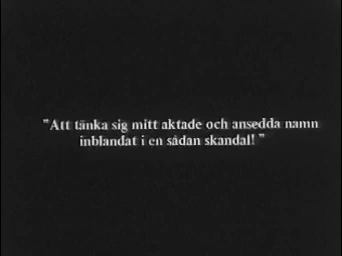 "Att tänka sig mitt aktade och ansedda namn
inblandat i en sådan skandal!"